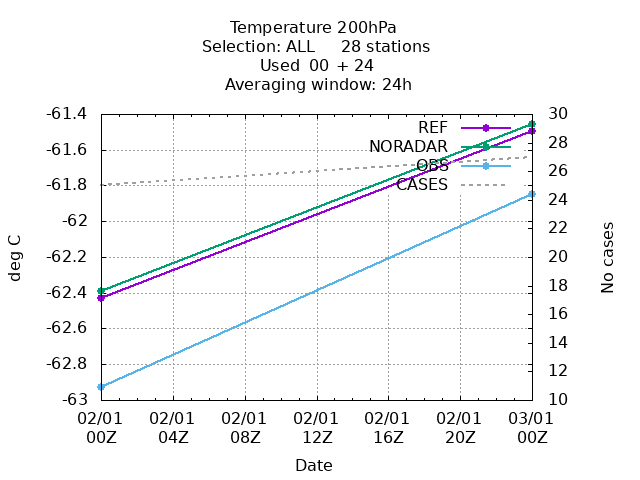 Temperature 200hPa
Selection: ALL 28 stations
Used 00 + 24
Averaging window: 24h
-61.4
-61.6
-61.8
-62
-62.2
-62.4
-62.6
-62.8
-63
deg C
30
28
26
24
22
20
18
16
14
12
10
No cases
REF
NORADAR
OBS
CASES
02/01 02/01 02/01 02/01 02/01 02/01 03/01
00Z 04Z 08Z 12Z 16Z 20Z 00Z
Date